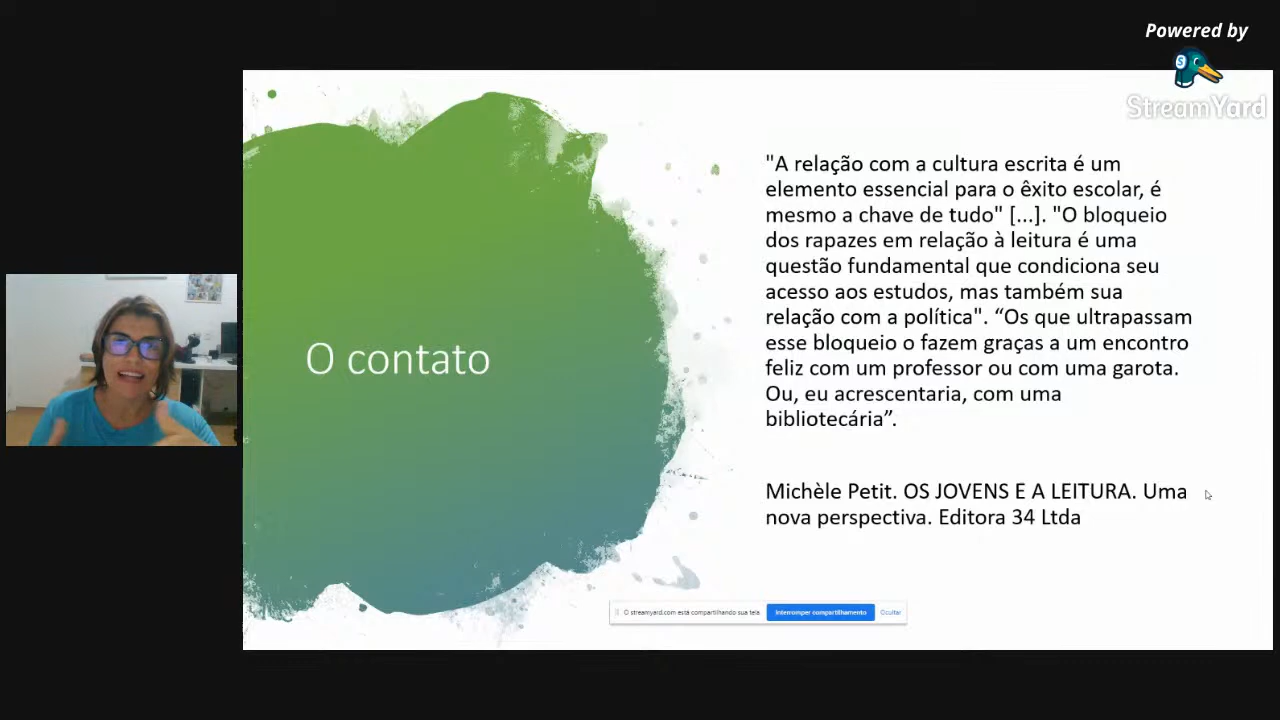 Powered by
StreamYard
"A relação com a cultura escrita é um
elemento essencial para o êxito escolar, é
mesmo a chave de tudo" [...]. "O bloqueio
dos rapazes em relação à leitura é uma
questão fundamental que condiciona seu
acesso aos estudos, mas também sua
relação com a política". “Os que ultrapassam
esse bloqueio o fazem graças a um encontro
feliz com um professor ou com uma garota.
Ou, eu acrescentaria, com uma
bibliotecária”.
O contato
Michèle Petit. OS JOVENS E A LEITURA. Uma
nova perspectiva. Editora 34 Ltda
O streamyard.com está compartilhando sua tela
Interromper compartilhamento
Ocultar